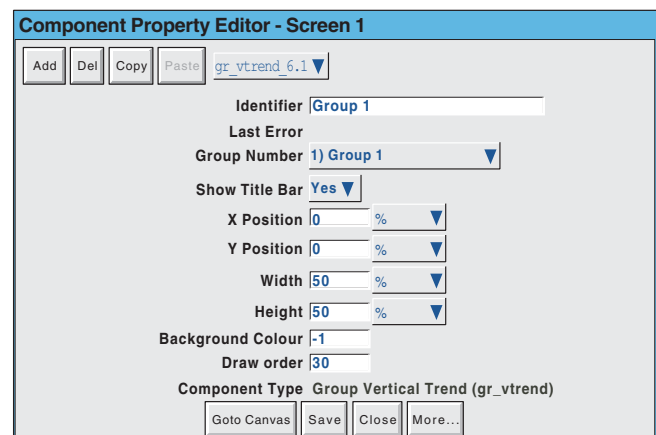 Component Property Editor - Screen 1
Add Del Copy Paste gr_vtrend_6.1
Identifier Group 1
Last Error
Group Number 1) Group 1
Show Title Bar Yes
X Position 0 %
Y Position 0 %
Width 50 %
Height 50 %
Background Colour -1
Draw order 30
Component Type Group Vertical Trend (gr_vtrend)
Goto Canvas Save Close More...